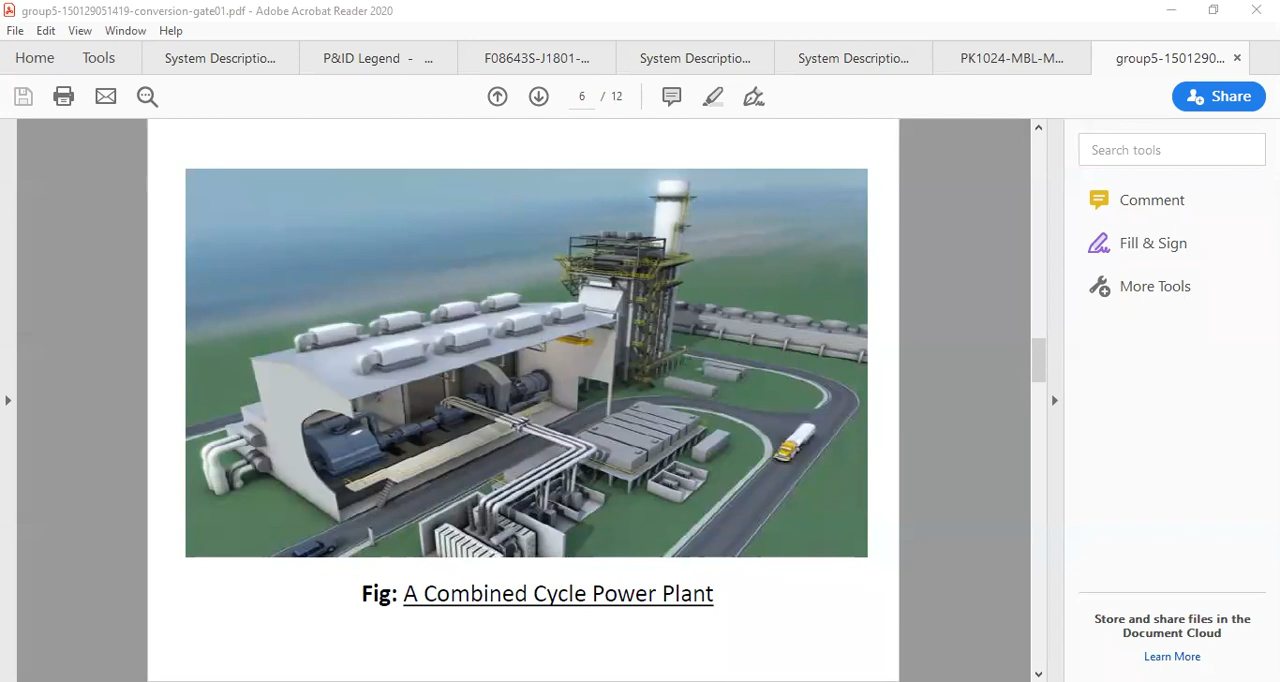 group5-150129051419-conversion-gate01.pdf - Adobe Acrobat Reader 2020
File Edit View Window Help
Home Tools System Descriptio... P&ID Legend - ... F08643S-J1801-... System Descriptio... System Descriptio... PK1024-MBL-M... group5-1501290...
6 / 12
Share
Search tools
Comment
Fill & Sign
More Tools
Fig: A Combined Cycle Power Plant
Store and share files in the
Document Cloud
Learn More